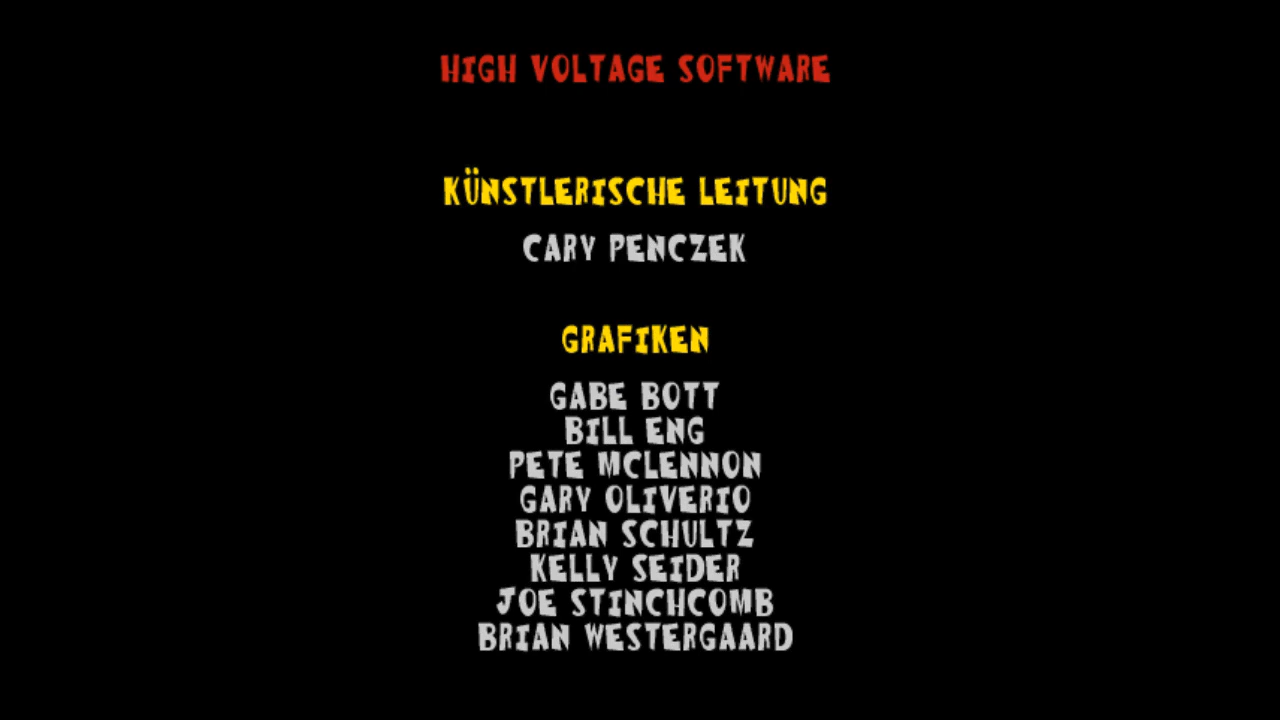 HIGH VOLTAGE SOFTWARE
KÜNSTLERISCHE LEITUNG
CARY PENCZEK
GRAFIKEN
GABE BOTT
BILL ENG
PETE MCLENNON
GARY OLIVERIO
BRIAN SCHULTZ
KELLY SEIDER
JOE STINCHCOMB
BRIAN WESTERGAARD